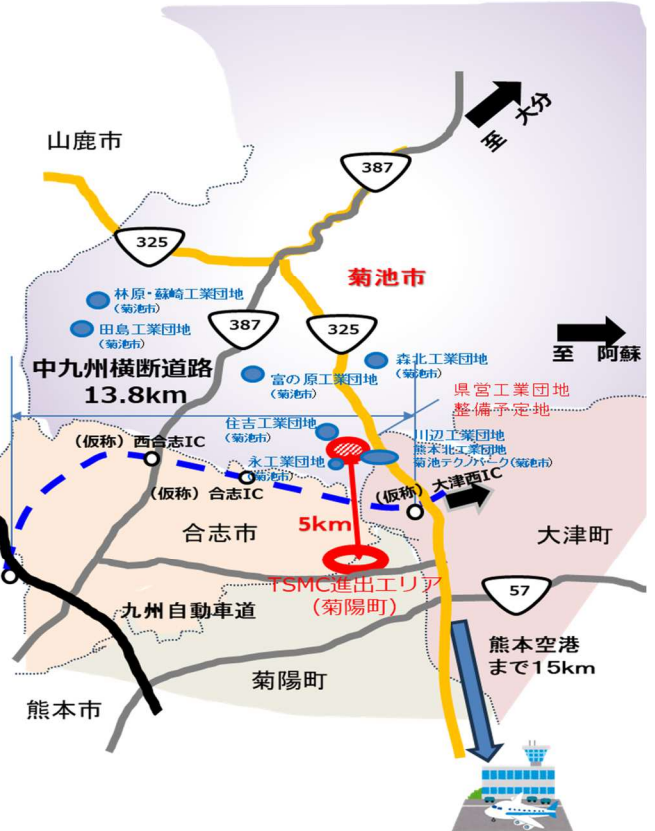 至 大分
山鹿市
387
325
菊池市
林原・蘇崎工業団地
(菊池市)
田島工業団地
(菊池市)
387
325
至 阿蘇
中九州横断道路
13.8km
森北工業団地
(菊池市)
富の原工業団地
(菊池市)
県営工業団地
整備予定地
住吉工業団地
(菊池市)
川辺工業団地
熊本北工業団地
菊池テクノパーク(菊池市)
(仮称)西合志IC
永工業団地
(菊池市)
(仮称)合志IC
(仮称)大津西IC
5km
合志市
大津町
TSMC進出エリア
(菊陽町)
57
九州自動車道
熊本空港
まで15km
菊陽町
熊本市